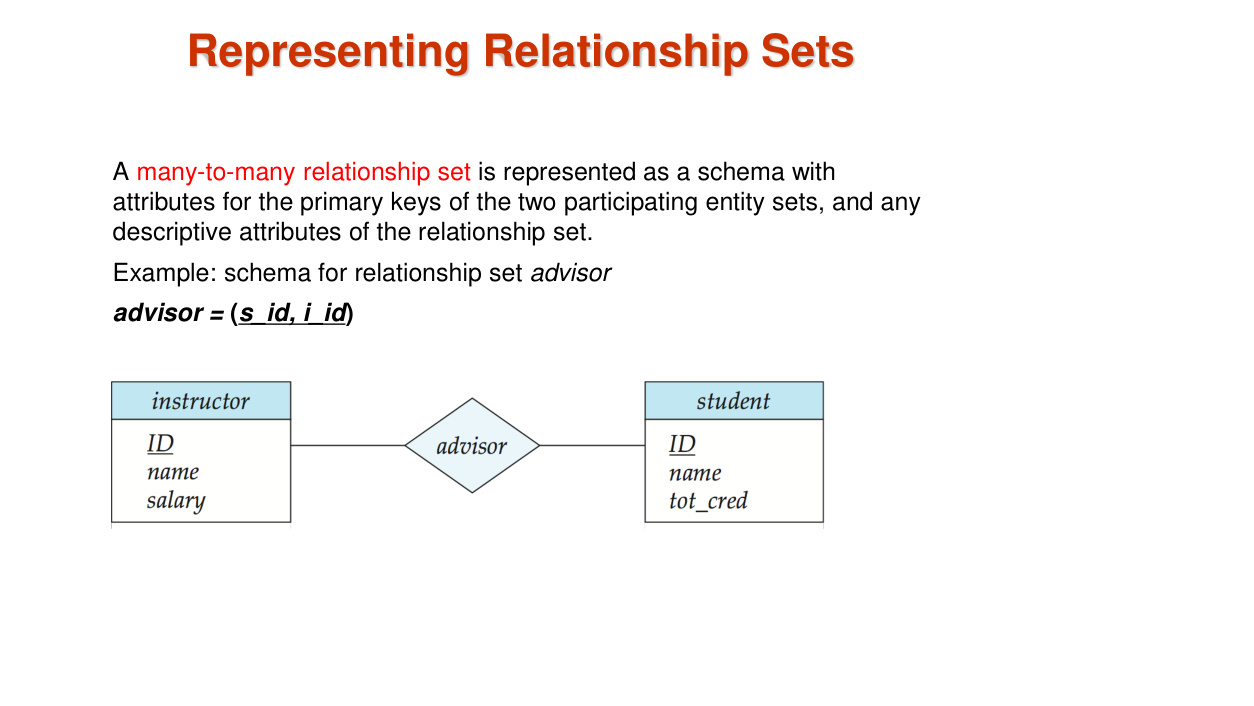 Representing Relationship Sets
A many-to-many relationship set is represented as a schema with
attributes for the primary keys of the two participating entity sets, and any
descriptive attributes of the relationship set.
Example: schema for relationship set advisor
advisor = (s_id, i_id)
instructor
ID
name
salary
advisor
student
ID
name
tot_cred